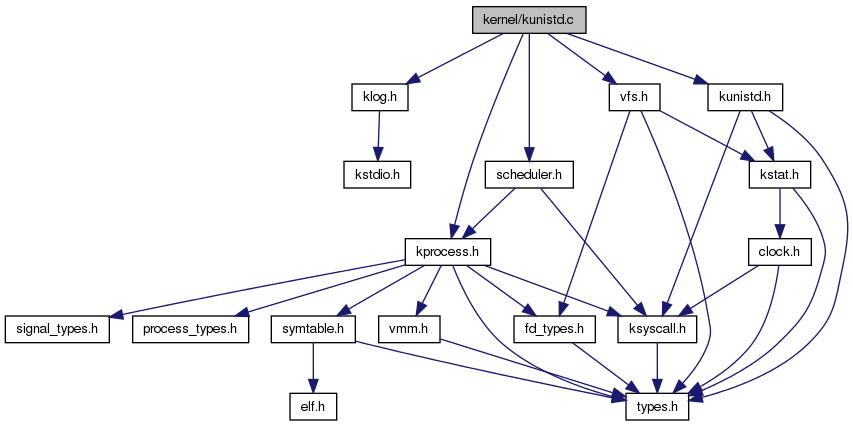 kernel/kunistd.c
klog.h
vfs.h
kunistd.h
kstdio.h
scheduler.h
kstat.h
kprocess.h
clock.h
signal_types.h
process_types.h
symtable.h
vmm.h
fd_types.h
ksyscall.h
elf.h
types.h